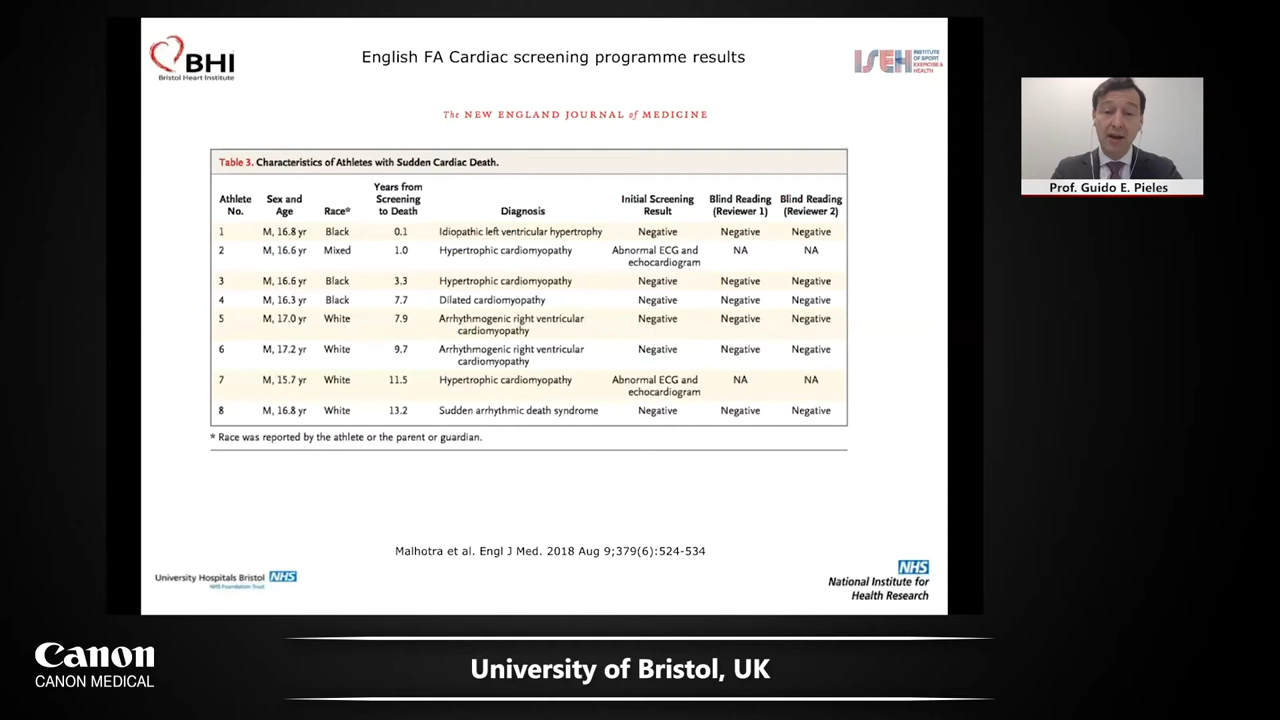 BHI
Bristol Heart Institute
English FA Cardiac screening programme results
ISEH INSTITUTE OF SPORT EXERCISE & HEALTH
The NEW ENGLAND JOURNAL of MEDICINE
Table 3. Characteristics of Athletes with Sudden Cardiac Death.
Athlete No. Sex and Age Race* Years from Screening to Death Diagnosis Initial Screening Result Blind Reading (Reviewer 1) Blind Reading (Reviewer 2)
1 M, 16.8 yr Black 0.1 Idiopathic left ventricular hypertrophy Negative Negative Negative
2 M, 16.6 yr Mixed 1.0 Hypertrophic cardiomyopathy Abnormal ECG and echocardiogram NA NA
3 M, 16.6 yr Black 3.3 Hypertrophic cardiomyopathy Negative Negative Negative
4 M, 16.3 yr Black 7.7 Dilated cardiomyopathy Negative Negative Negative
5 M, 17.0 yr White 7.9 Arrhythmogenic right ventricular cardiomyopathy Negative Negative Negative
6 M, 17.2 yr White 9.7 Arrhythmogenic right ventricular cardiomyopathy Negative Negative Negative
7 M, 15.7 yr White 11.5 Hypertrophic cardiomyopathy Abnormal ECG and echocardiogram NA NA
8 M, 16.8 yr White 13.2 Sudden arrhythmic death syndrome Negative Negative Negative
* Race was reported by the athlete or the parent or guardian.
Malhotra et al. Engl J Med. 2018 Aug 9;379(6):524-534
University Hospitals Bristol NHS
NHS Foundation Trust
NHS
National Institute for
Health Research
Prof. Guido E. Pieles
Canon
CANON MEDICAL
University of Bristol, UK